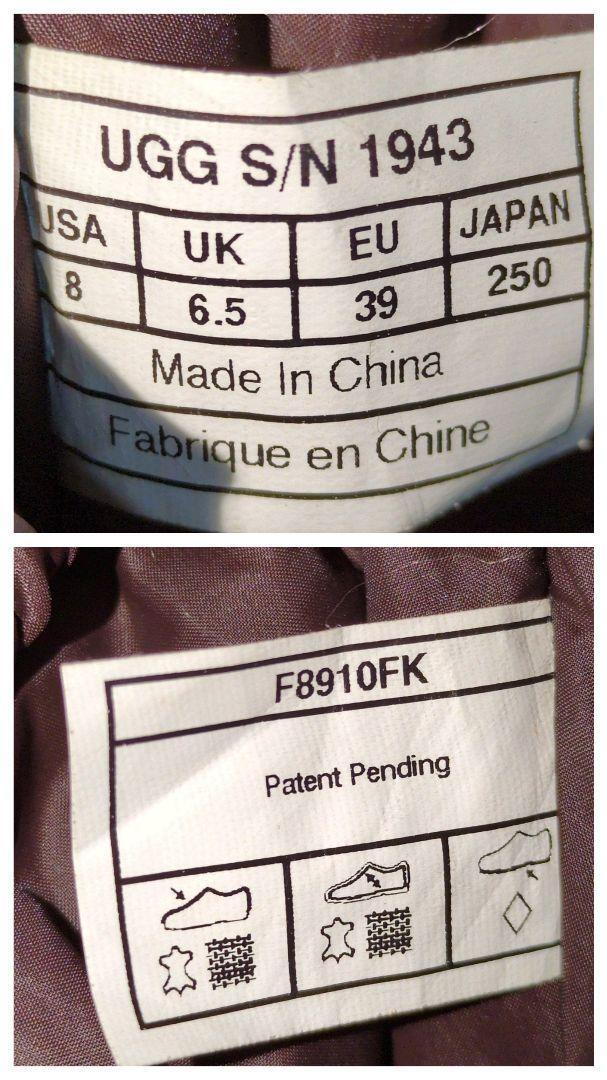 UGG S/N 1943
USA UK EU JAPAN
8 6.5 39 250
Made In China
Fabrique en Chine
F8910FK
Patent Pending